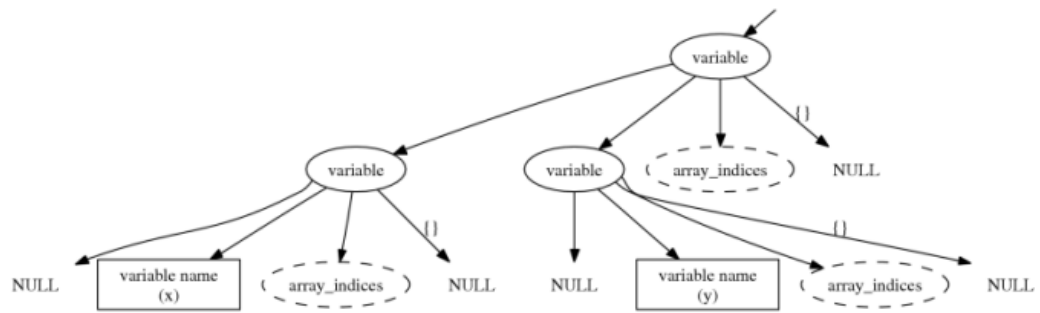 variable
{}
variable
variable
array_indices
NULL
{}
{}
NULL
variable name
(x)
array_indices
NULL
NULL
variable name
(y)
array_indices
NULL